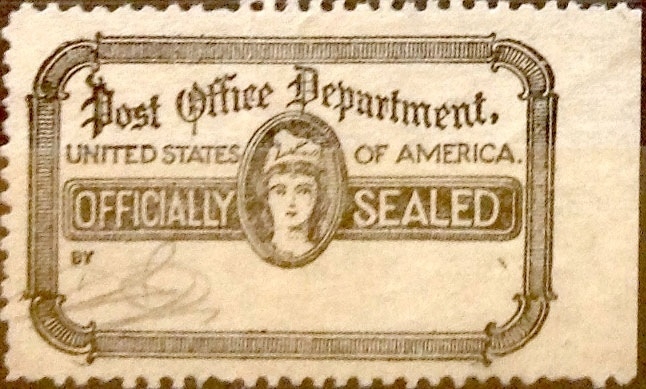 Post Office Department.
UNITED STATES OF AMERICA.
OFFICIALLY SEALED
BY